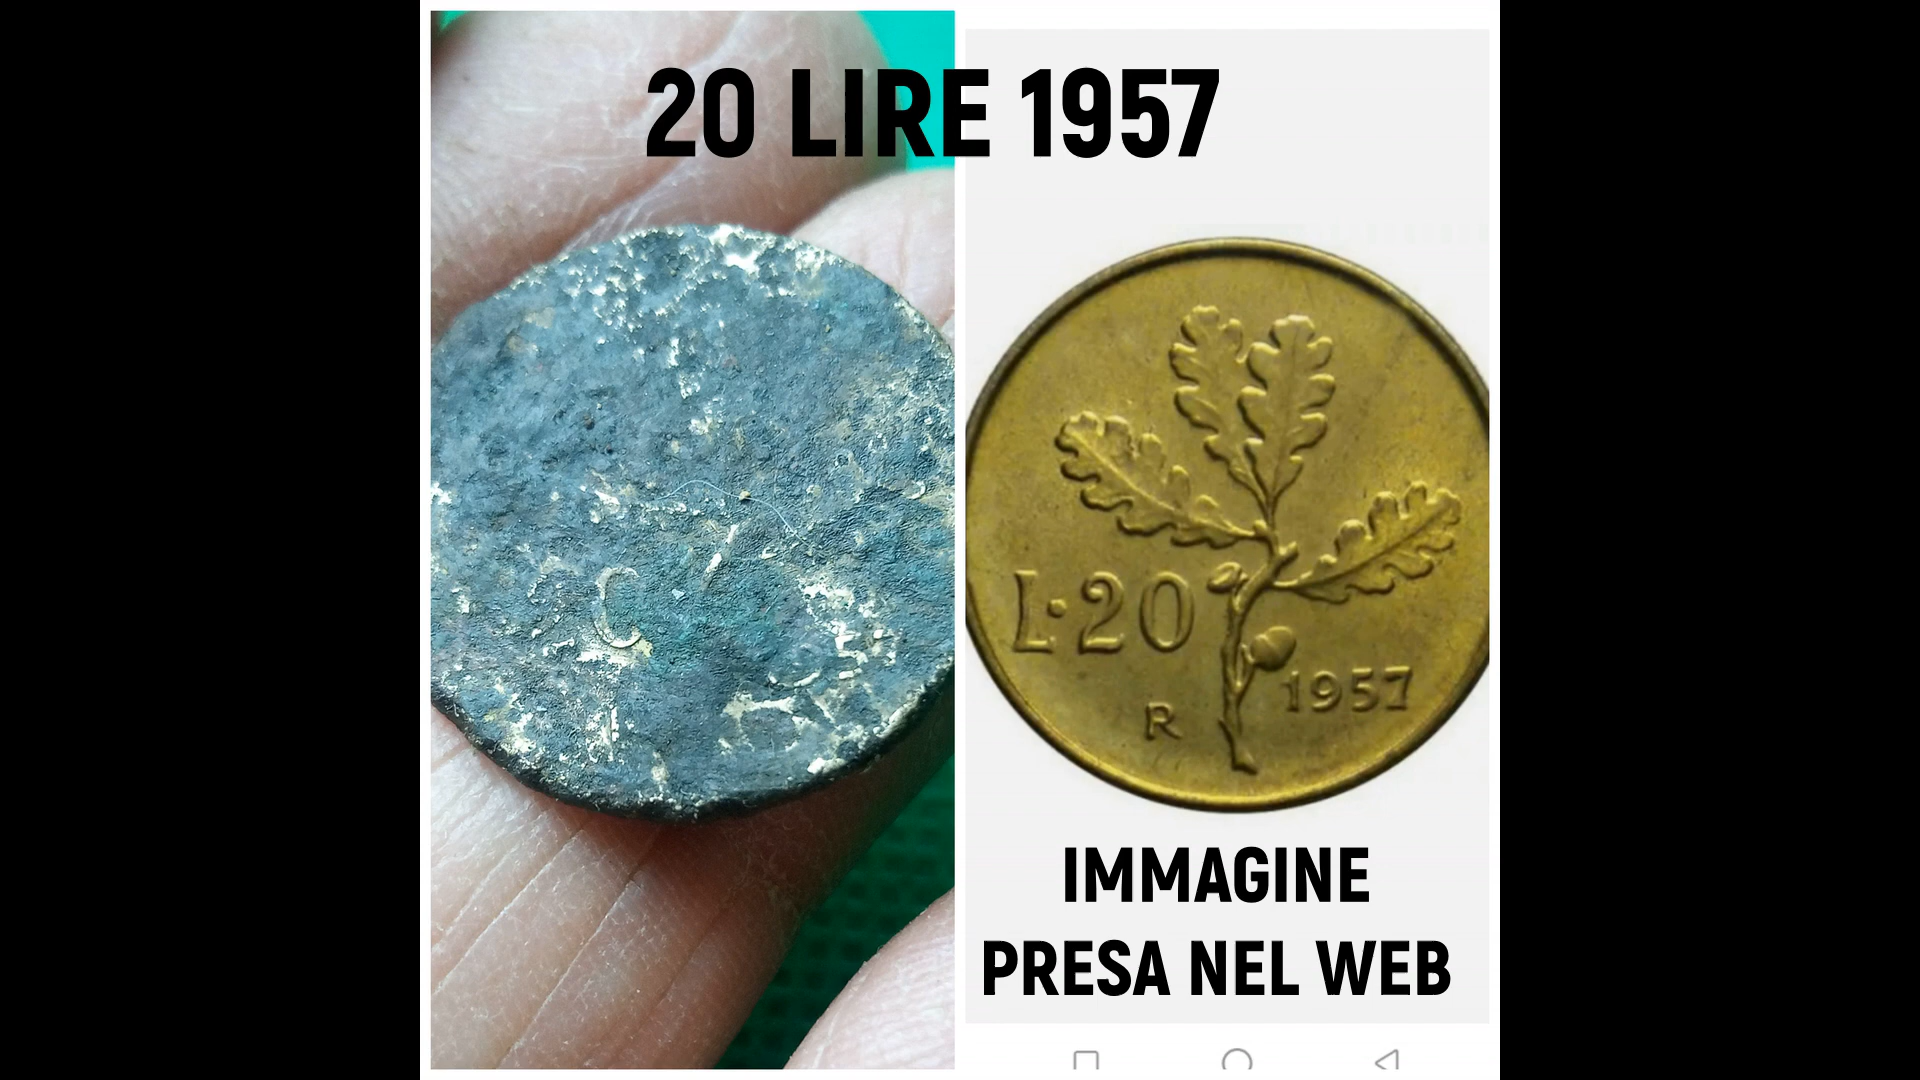 20 LIRE 1957
L·20
1957
R
IMMAGINE
PRESA NEL WEB